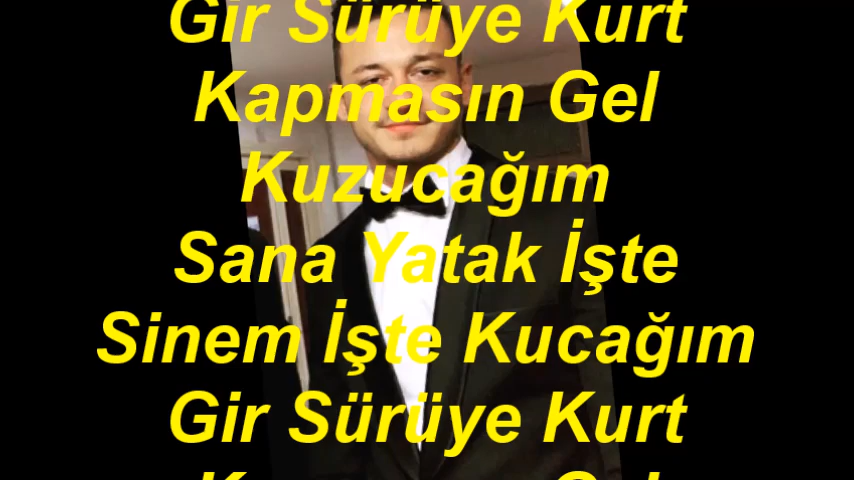 Gir Sürüye Kurt
Kapmasın Gel
Kuzucağım
Sana Yatak İşte
Sinem İşte Kucağım
Gir Sürüye Kurt